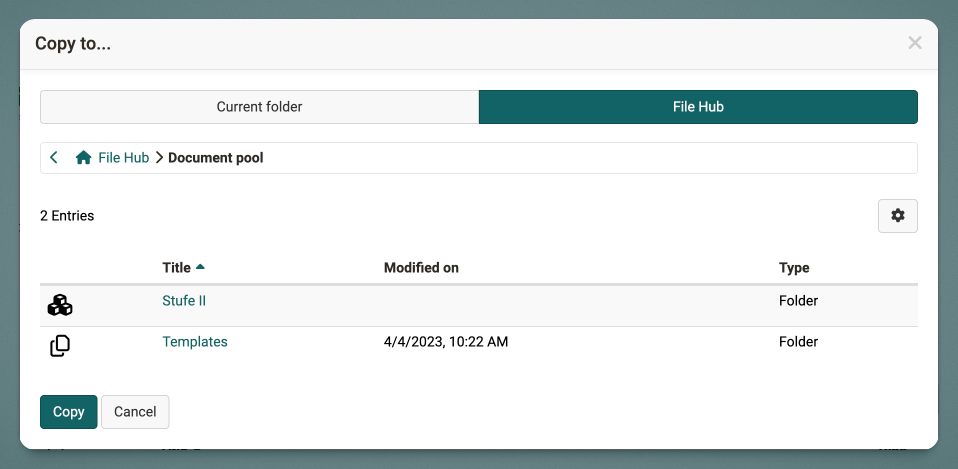 Copy to...
Current folder
File Hub
File Hub Document pool
2 Entries
Title Modified on Type
Stufe II Folder
Templates 4/4/2023, 10:22 AM Folder
Copy Cancel